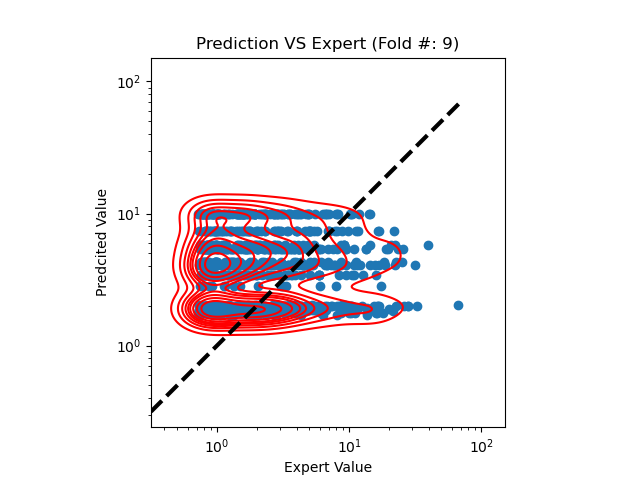 Prediction VS Expert (Fold #: 9)
10²
10¹
10⁰
Predcited Value
10⁰ 10¹ 10²
Expert Value